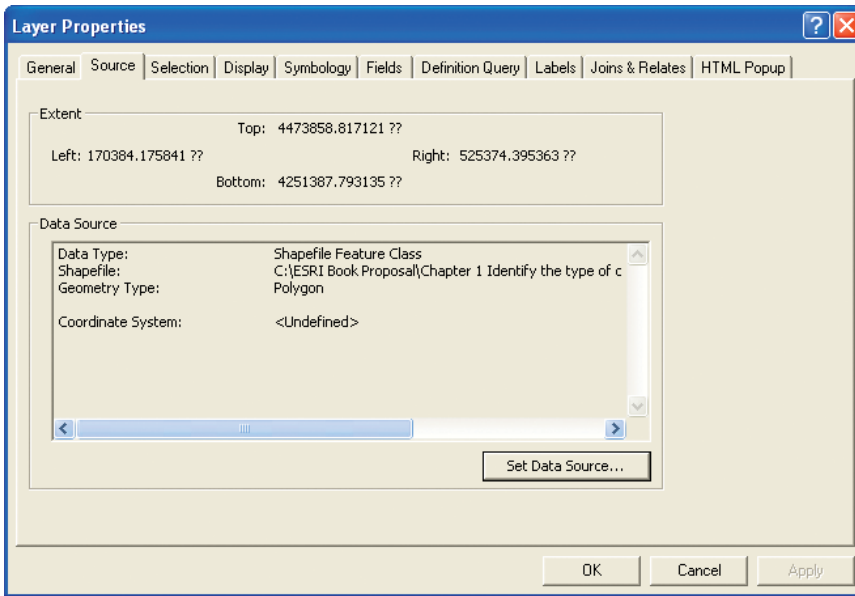 Layer Properties
General Source Selection Display Symbology Fields Definition Query Labels Joins & Relates HTML Popup
Extent
Top: 4473858.817121 ??
Left: 170384.175841 ?? Right: 525374.395363 ??
Bottom: 4251387.793135 ??
Data Source
Data Type: Shapefile Feature Class
Shapefile: C:\ESRI Book Proposal\Chapter 1 Identify the type of c
Geometry Type: Polygon
Coordinate System: <Undefined>
Set Data Source...
OK Cancel Apply